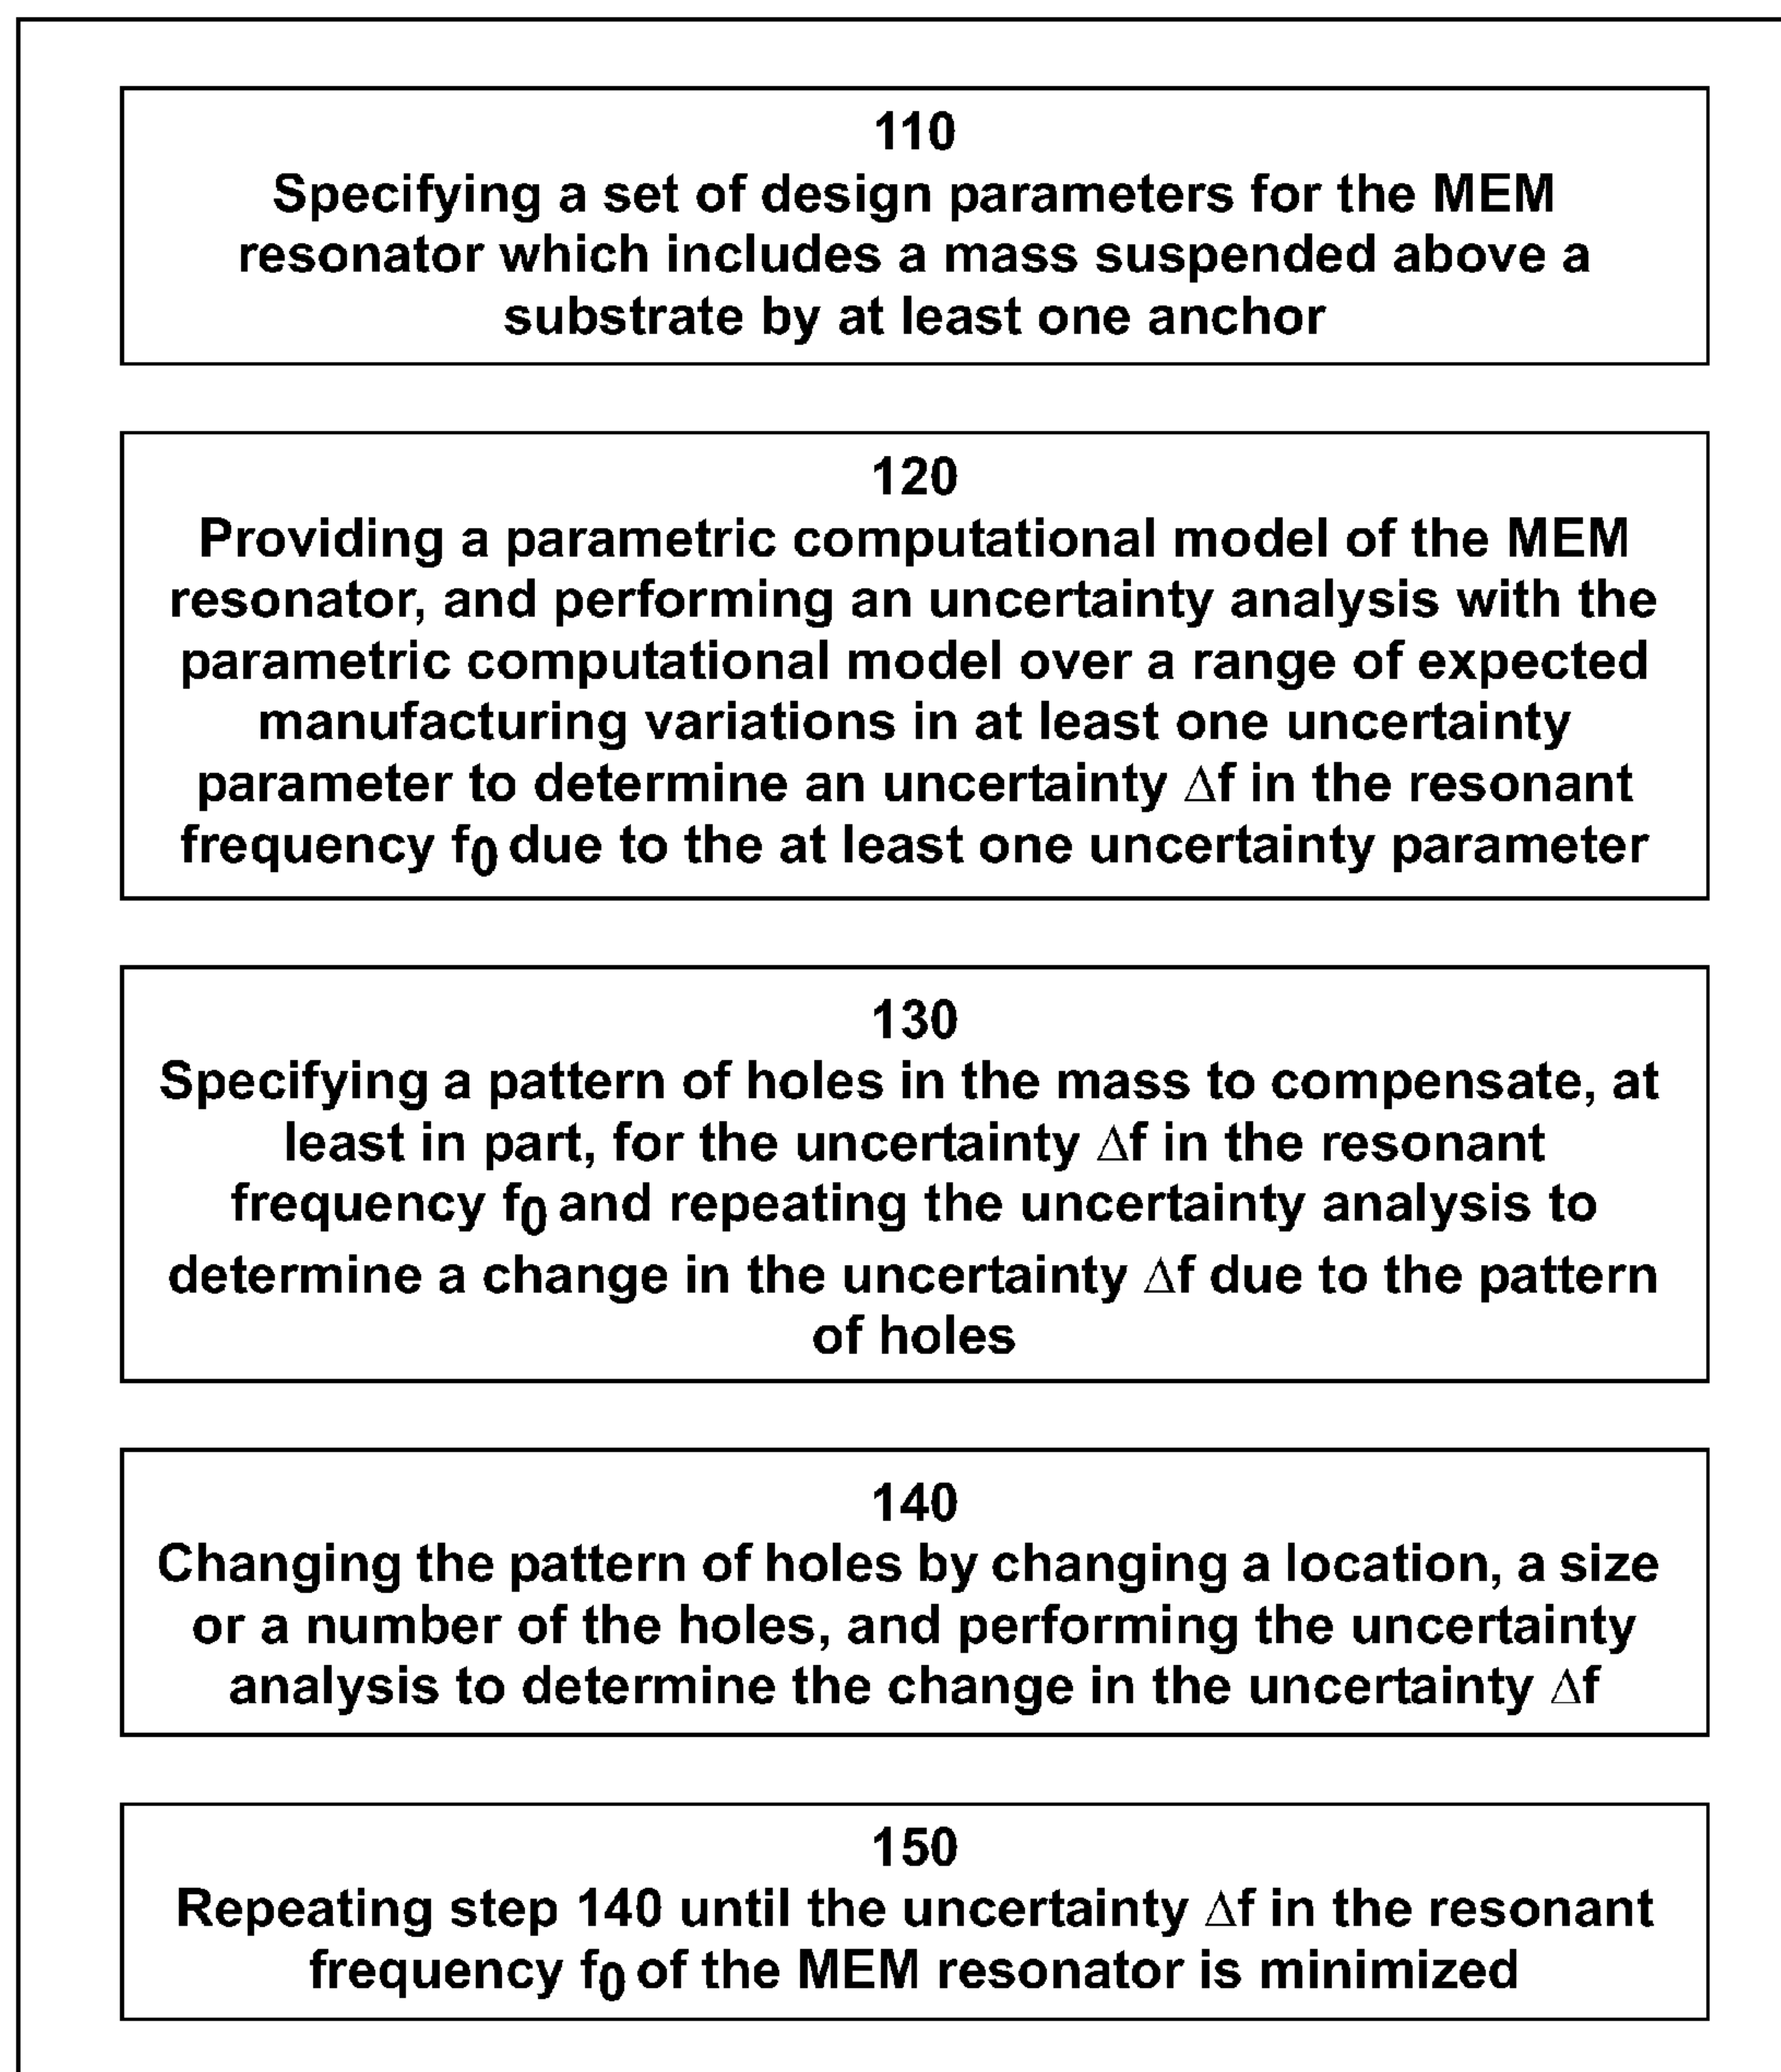 110
Specifying a set of design parameters for the MEM
resonator which includes a mass suspended above a
substrate by at least one anchor
120
Providing a parametric computational model of the MEM
resonator, and performing an uncertainty analysis with the
parametric computational model over a range of expected
manufacturing variations in at least one uncertainty
parameter to determine an uncertainty Δf in the resonant
frequency f0 due to the at least one uncertainty parameter
130
Specifying a pattern of holes in the mass to compensate, at
least in part, for the uncertainty Δf in the resonant
frequency f0 and repeating the uncertainty analysis to
determine a change in the uncertainty Δf due to the pattern
of holes
140
Changing the pattern of holes by changing a location, a size
or a number of the holes, and performing the uncertainty
analysis to determine the change in the uncertainty Δf
150
Repeating step 140 until the uncertainty Δf in the resonant
frequency f0 of the MEM resonator is minimized